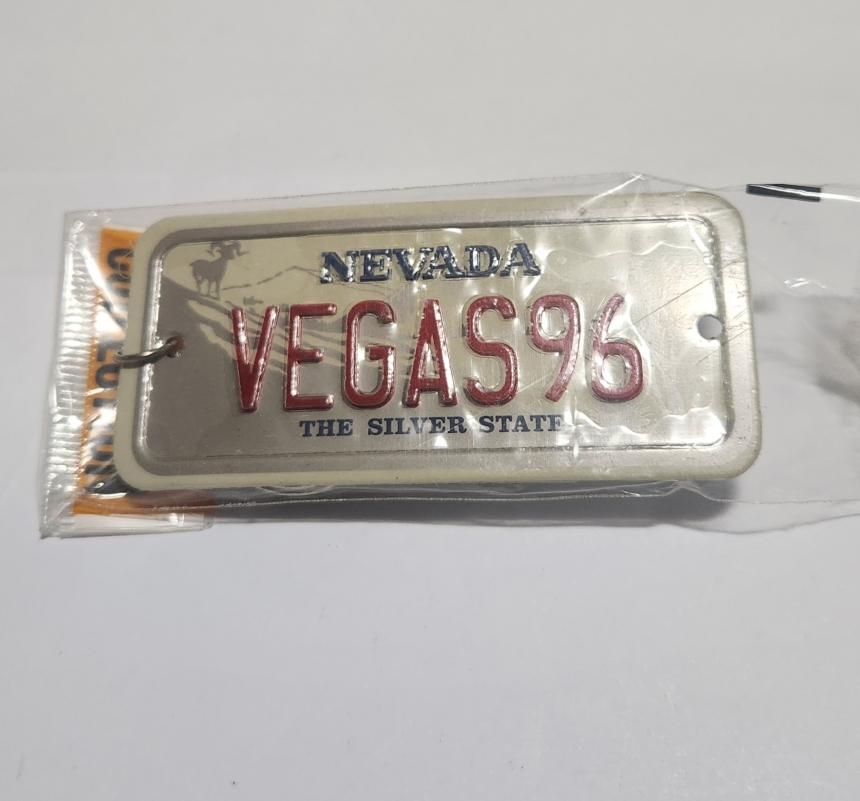 NEVADA
VEGAS96
THE SILVER STATE